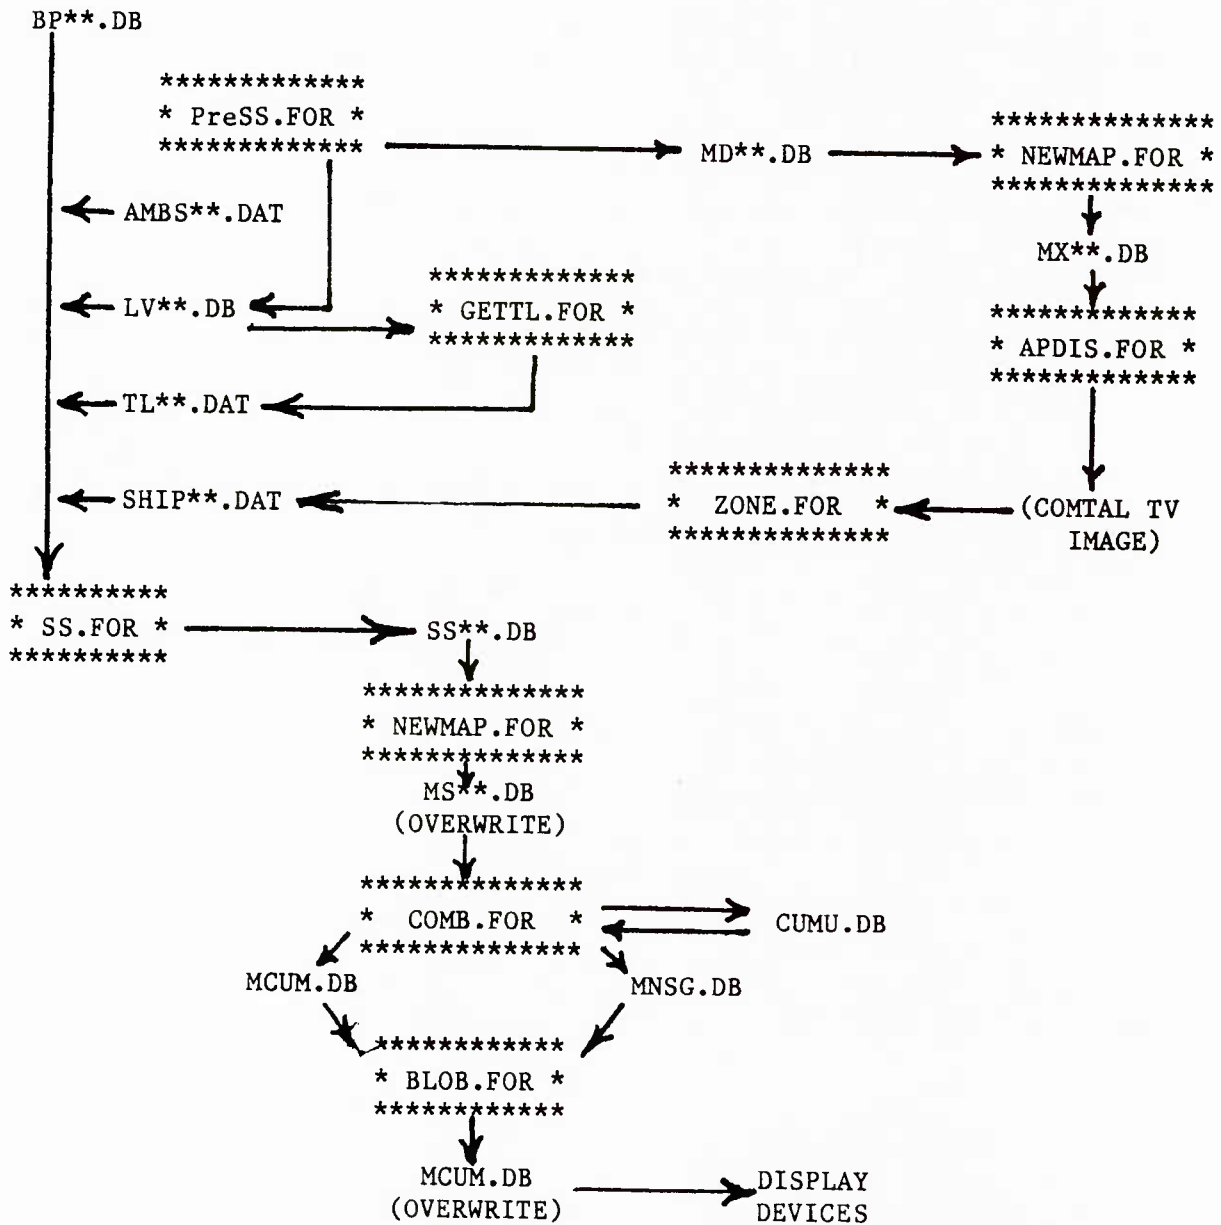 BP**.DB
*************
* PreSS.FOR *
*************
MD**.DB
**************
* NEWMAP.FOR *
**************
AMBS**.DAT
MX**.DB
LV**.DB
*************
* GETTL.FOR *
*************
*************
* APDIS.FOR *
*************
TL**.DAT
SHIP**.DAT
**************
* ZONE.FOR *
**************
(COMTAL TV
IMAGE)
**********
* SS.FOR *
**********
SS**.DB
**************
* NEWMAP.FOR *
**************
MS**.DB
(OVERWRITE)
**************
* COMB.FOR *
**************
CUMU.DB
MCUM.DB
MNSG.DB
************
* BLOB.FOR *
************
MCUM.DB
(OVERWRITE)
DISPLAY
DEVICES